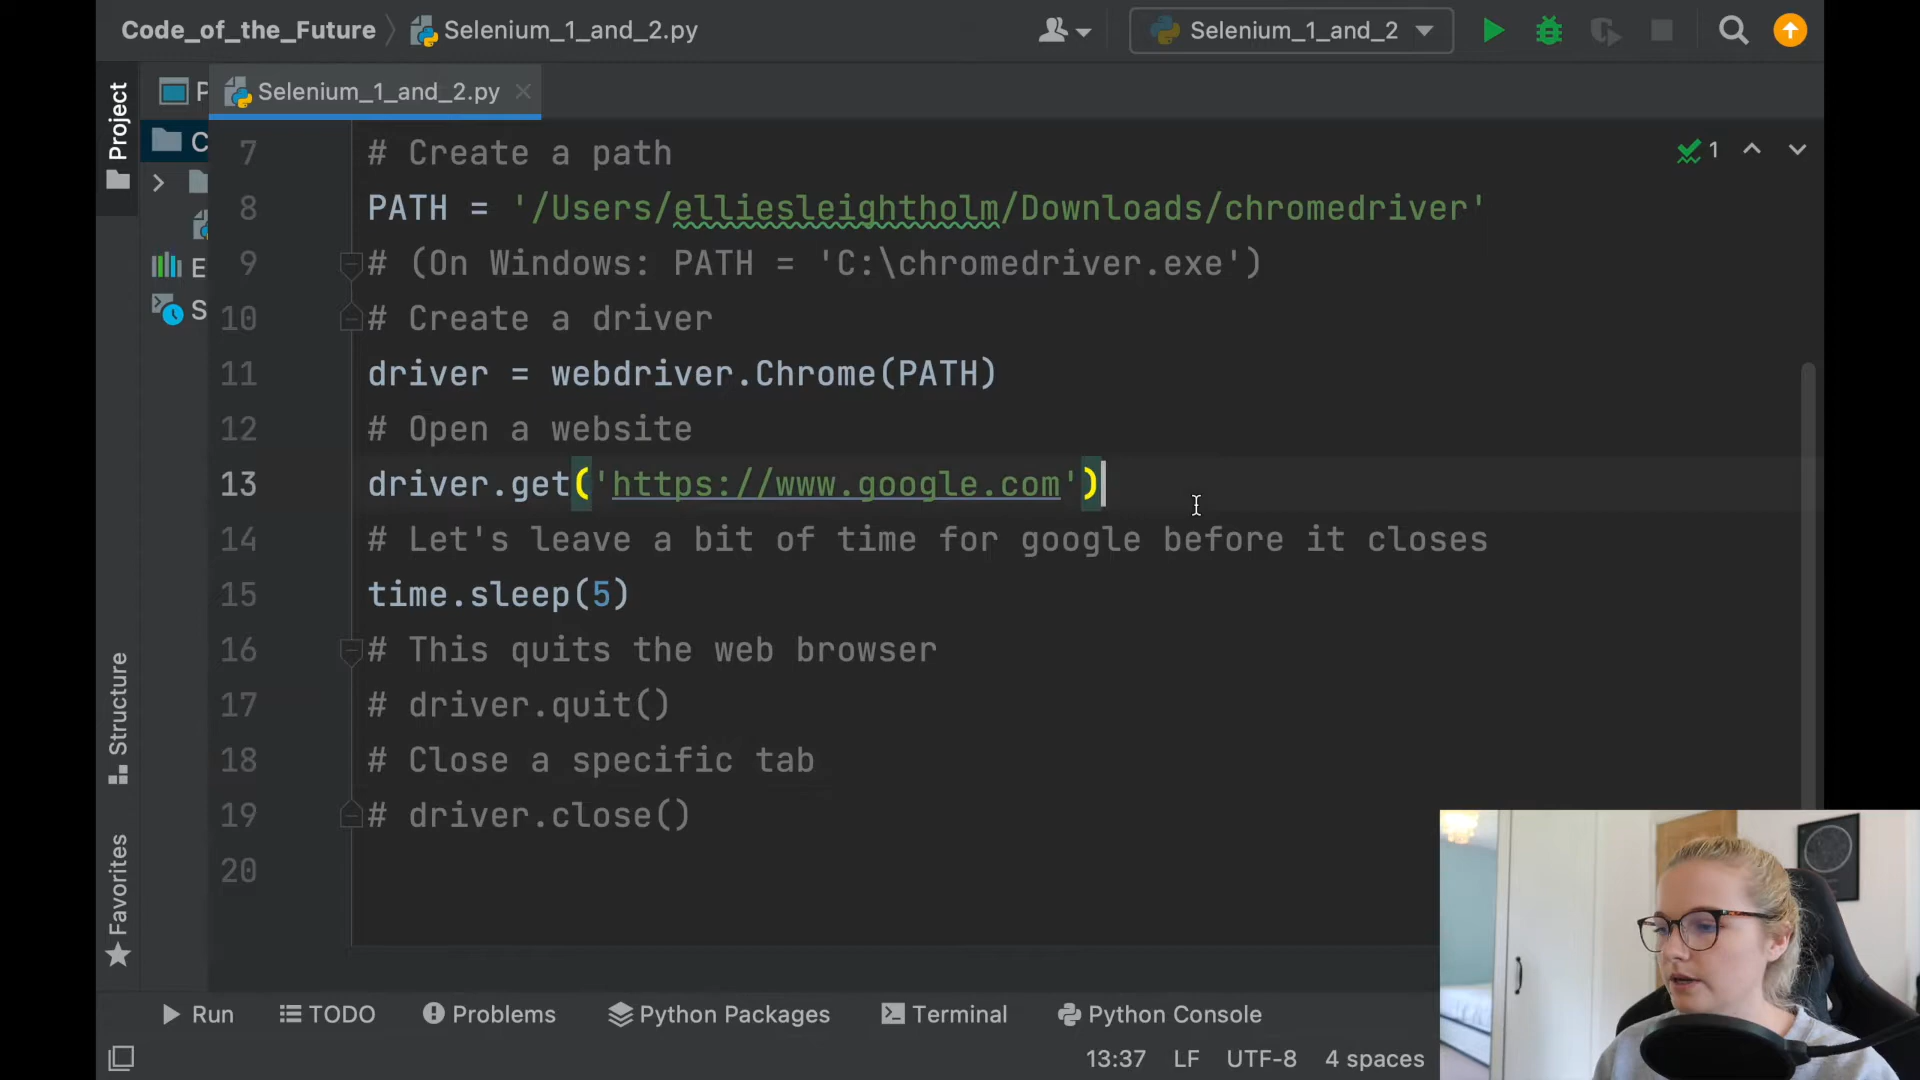 Code_of_the_Future Selenium_1_and_2.py Selenium_1_and_2
Project P Selenium_1_and_2.py
C
E
S
1
7 # Create a path
8 PATH = '/Users/elliesleightholm/Downloads/chromedriver'
9 # (On Windows: PATH = 'C:\chromedriver.exe')
10 # Create a driver
11 driver = webdriver.Chrome(PATH)
12 # Open a website
13 driver.get('https://www.google.com')
14 # Let's leave a bit of time for google before it closes
15 time.sleep(5)
16 # This quits the web browser
17 # driver.quit()
18 # Close a specific tab
19 # driver.close()
20
Structure
Favorites
Run TODO Problems Python Packages Terminal Python Console
13:37 LF UTF-8 4 spaces